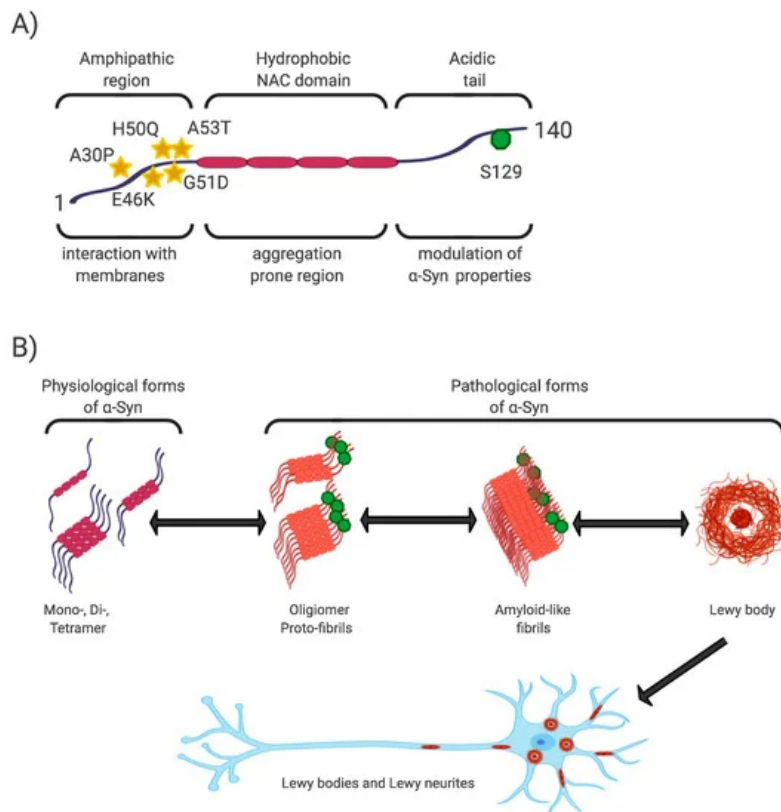 A)
Amphipathic
region
Hydrophobic
NAC domain
Acidic
tail
H50Q
A53T
A30P
E46K
G51D
1
140
S129
interaction with
membranes
aggregation
prone region
modulation of
α-Syn properties
B)
Physiological forms
of α-Syn
Pathological forms
of α-Syn
Mono-, Di-,
Tetramer
Oligiomer
Proto-fibrils
Amyloid-like
fibrils
Lewy body
Lewy bodies and Lewy neurites